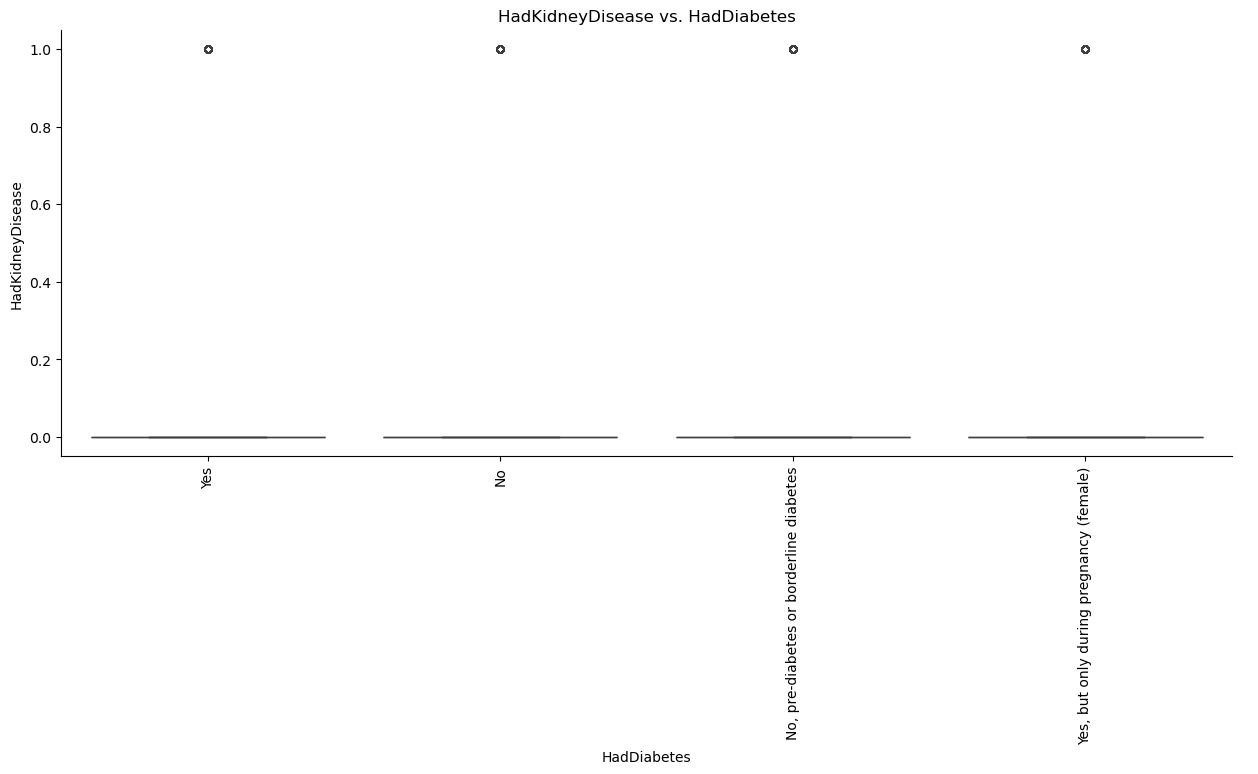 HadKidneyDisease vs. HadDiabetes
HadKidneyDisease
1.0
0.8
0.6
0.4
0.2
0.0
Yes
No
No, pre-diabetes or borderline diabetes
Yes, but only during pregnancy (female)
HadDiabetes